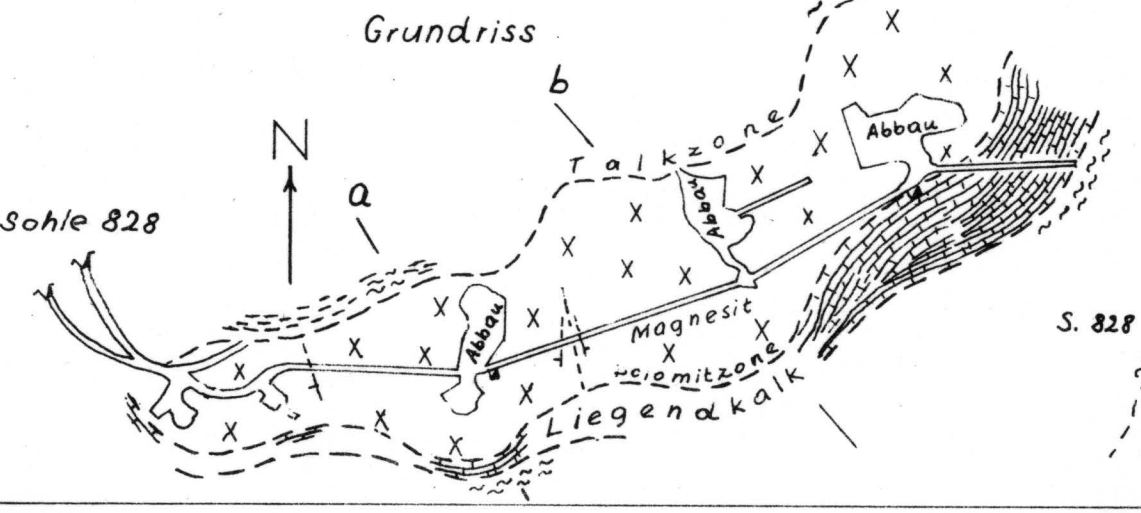 Grundriss
b
N
a
Talkzone
Abbau
Abbau
Sohle 828
Abbau
Magnesit
S. 828
Liegendkalk